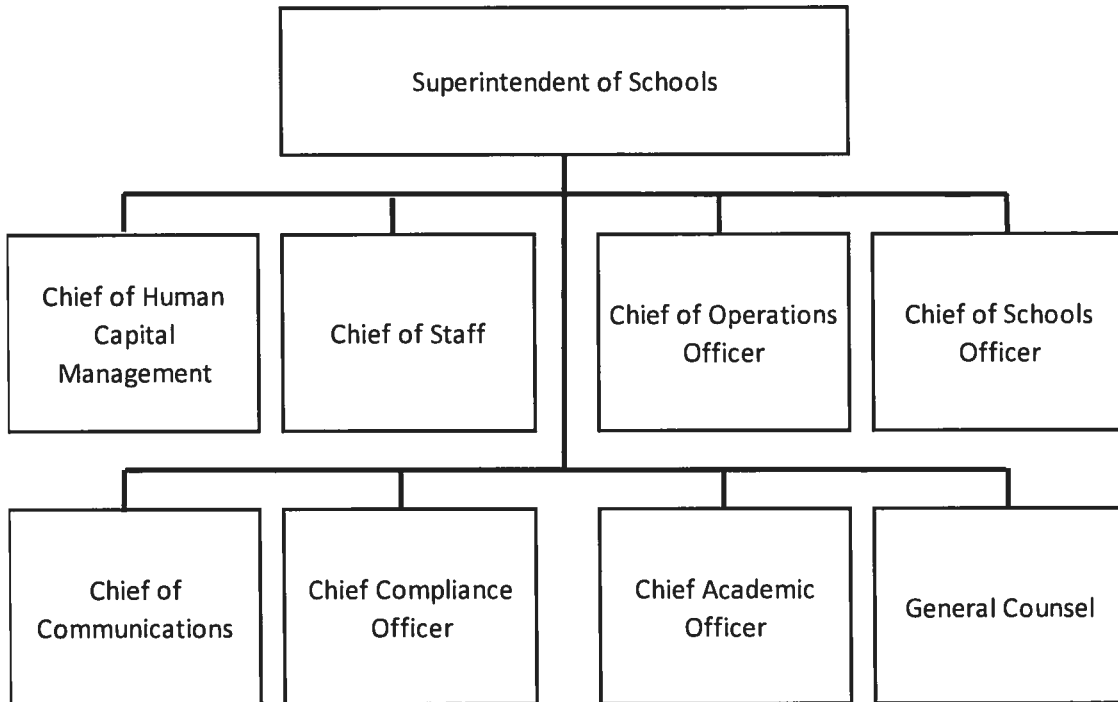 Superintendent of Schools
Chief of Human
Capital
Management
Chief of Staff
Chief of Operations
Officer
Chief of Schools
Officer
Chief of
Communications
Chief Compliance
Officer
Chief Academic
Officer
General Counsel